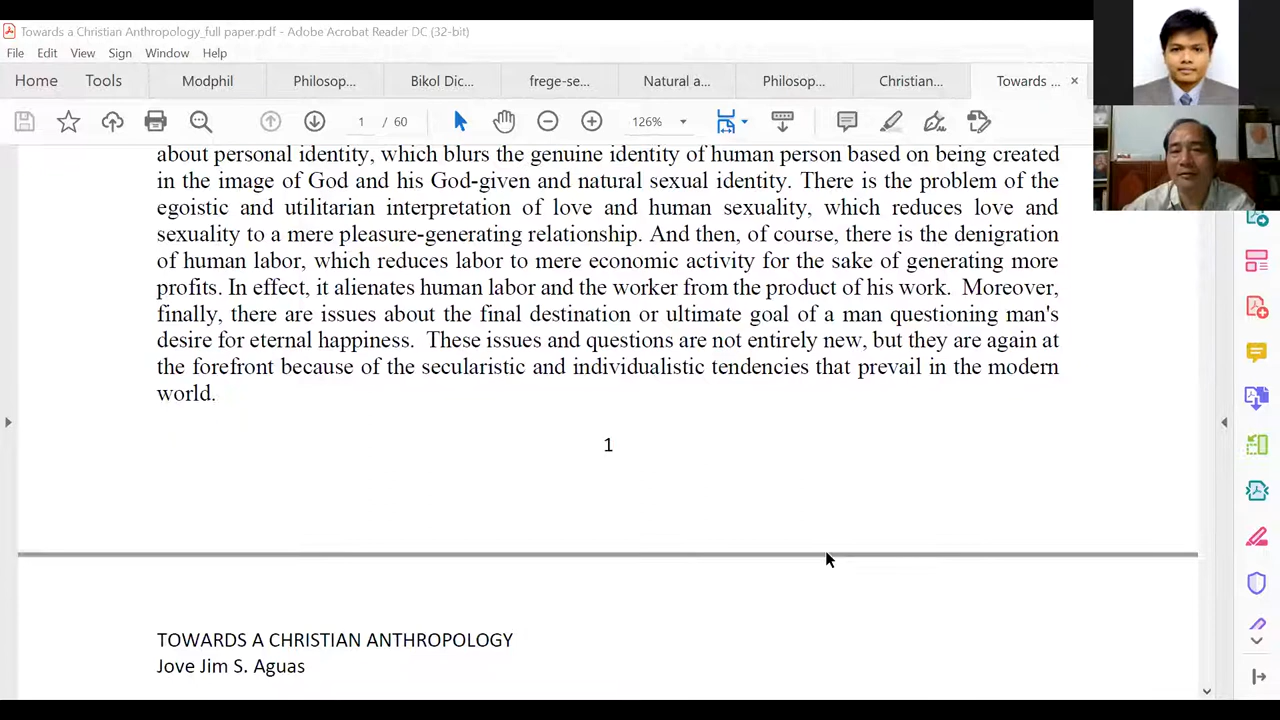 Towards a Christian Anthropology_full paper.pdf - Adobe Acrobat Reader DC (32-bit)
File Edit View Sign Window Help
Home Tools Modphil Philosop... Bikol Dic... frege-se... Natural a... Philosop... Christian... Towards ...
1 / 60 126%
about personal identity, which blurs the genuine identity of human person based on being created
in the image of God and his God-given and natural sexual identity. There is the problem of the
egoistic and utilitarian interpretation of love and human sexuality, which reduces love and
sexuality to a mere pleasure-generating relationship. And then, of course, there is the denigration
of human labor, which reduces labor to mere economic activity for the sake of generating more
profits. In effect, it alienates human labor and the worker from the product of his work. Moreover,
finally, there are issues about the final destination or ultimate goal of a man questioning man's
desire for eternal happiness. These issues and questions are not entirely new, but they are again at
the forefront because of the secularistic and individualistic tendencies that prevail in the modern
world.
1
TOWARDS A CHRISTIAN ANTHROPOLOGY
Jove Jim S. Aguas